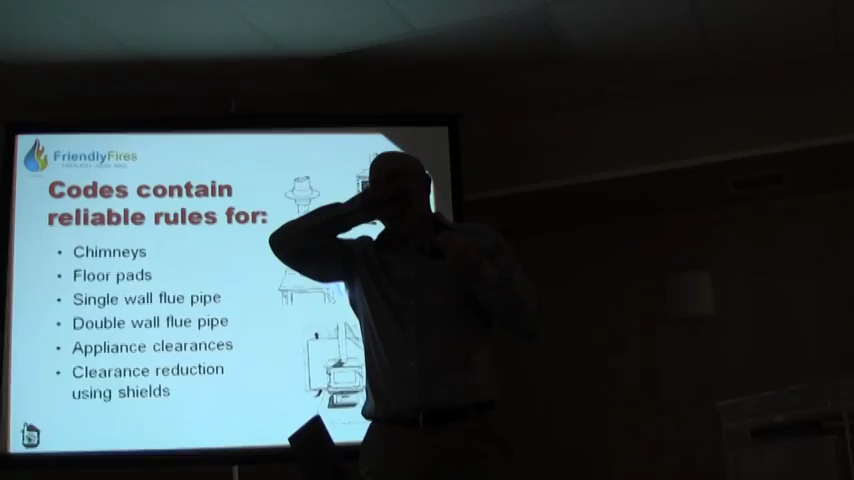 FriendlyFires
Codes contain
reliable rules for:
• Chimneys
• Floor pads
• Single wall flue pipe
• Double wall flue pipe
• Appliance clearances
• Clearance reduction
using shields